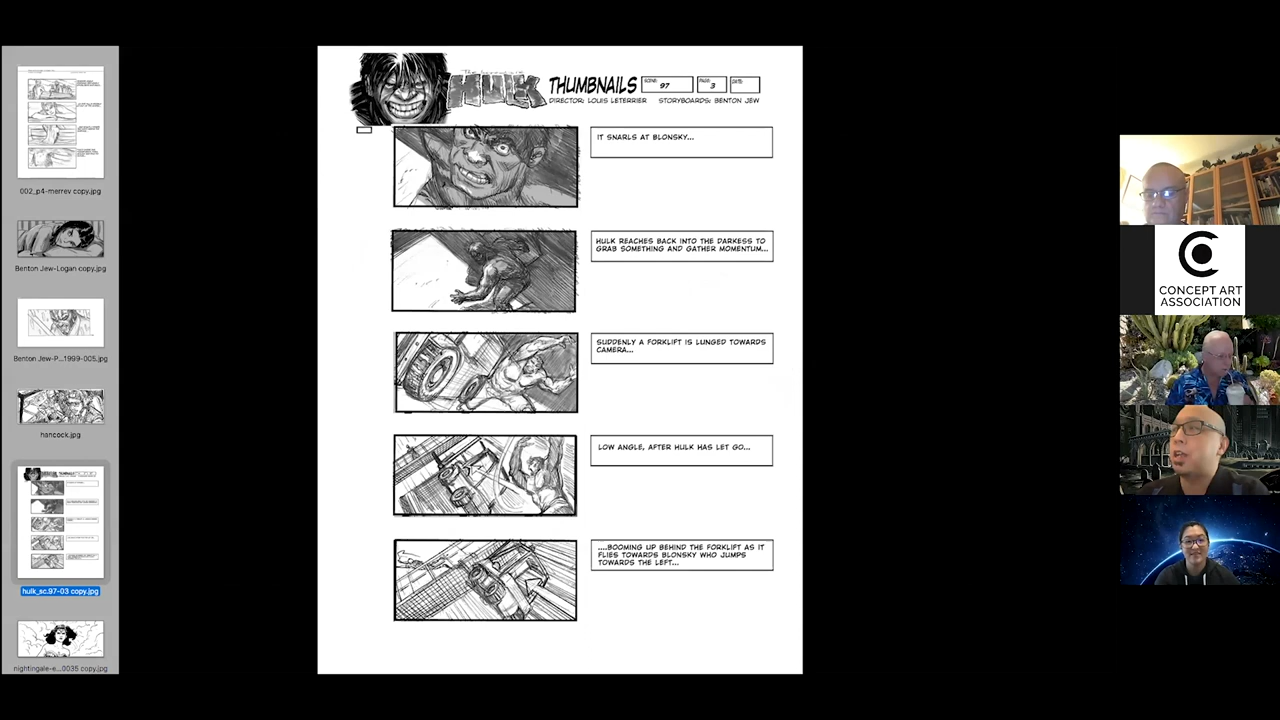 The Incredible
HULK
THUMBNAILS
SCENE:
97
PAGE:
3
DATE:
DIRECTOR: LOUIS LETERRIER
STORYBOARDS: BENTON JEW
IT SNARLS AT BLONSKY...
HULK REACHES BACK INTO THE DARKESS TO
GRAB SOMETHING AND GATHER MOMENTUM...
SUDDENLY A FORKLIFT IS LUNGED TOWARDS
CAMERA...
LOW ANGLE, AFTER HULK HAS LET GO...
....BOOMING UP BEHIND THE FORKLIFT AS IT
FLIES TOWARDS BLONSKY WHO JUMPS
TOWARDS THE LEFT...
002_p4-merrev copy.jpg
Benton Jew-Logan copy.jpg
Benton Jew-P...1999-005.jpg
hancock.jpg
hulk_sc.97-03 copy.jpg
nightingale-e...0035 copy.jpg
CONCEPT ART
ASSOCIATION